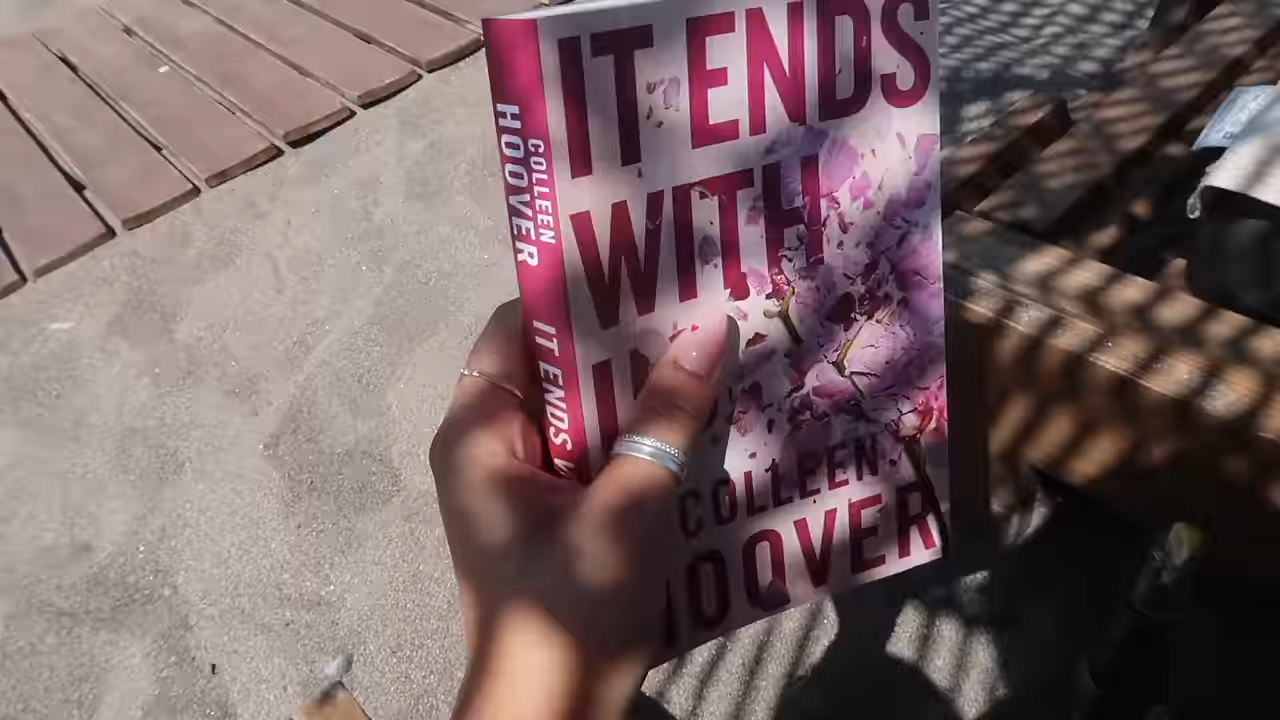 IT ENDS
WITH
COLLEEN
HOOVER
COLLEEN
HOOVER
IT ENDS